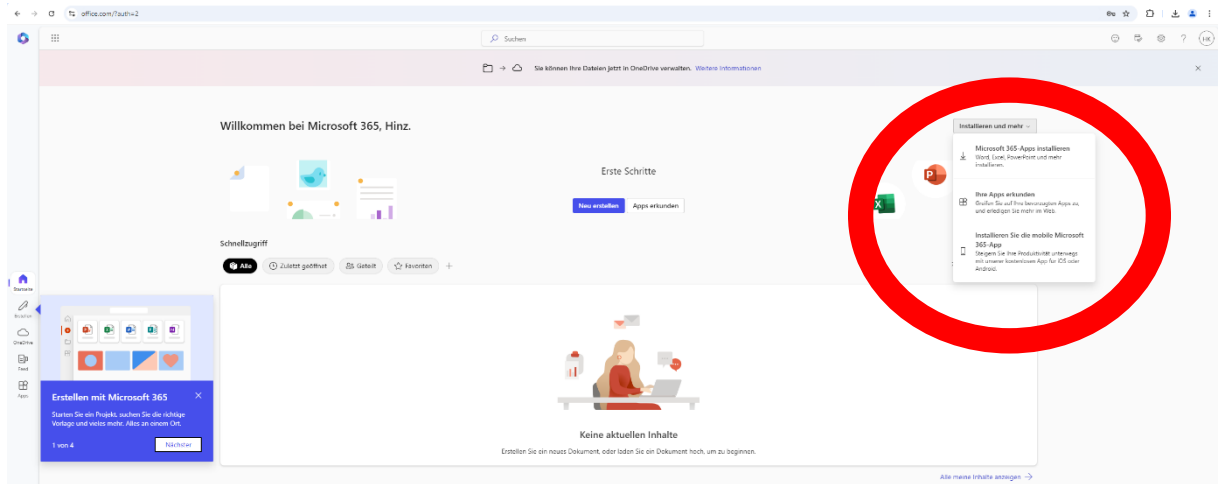 office.com/?auth=2
Suchen
HK
Sie können Ihre Dateien jetzt in OneDrive verwalten. Weitere Informationen
Willkommen bei Microsoft 365, Hinz.
Installieren und mehr
Microsoft 365-Apps installieren
Word, Excel, PowerPoint und mehr
installieren.
Erste Schritte
Neu erstellen
Apps erkunden
Ihre Apps erkunden
Greifen Sie auf Ihre bevorzugten Apps zu,
und erledigen Sie mehr im Web.
Installieren Sie die mobile Microsoft
365-App
Steigern Sie Ihre Produktivität unterwegs
mit unserer kostenlosen App für iOS oder
Android.
Schnellzugriff
Alle
Zuletzt geöffnet
Geteilt
Favoriten
Startseite
Erstellen
OneDrive
Feed
Apps
Erstellen mit Microsoft 365
Starten Sie ein Projekt, suchen Sie die richtige
Vorlage und vieles mehr. Alles an einem Ort.
1 von 4
Nächster
Keine aktuellen Inhalte
Erstellen Sie ein neues Dokument, oder laden Sie ein Dokument hoch, um zu beginnen.
Alle meine Inhalte anzeigen